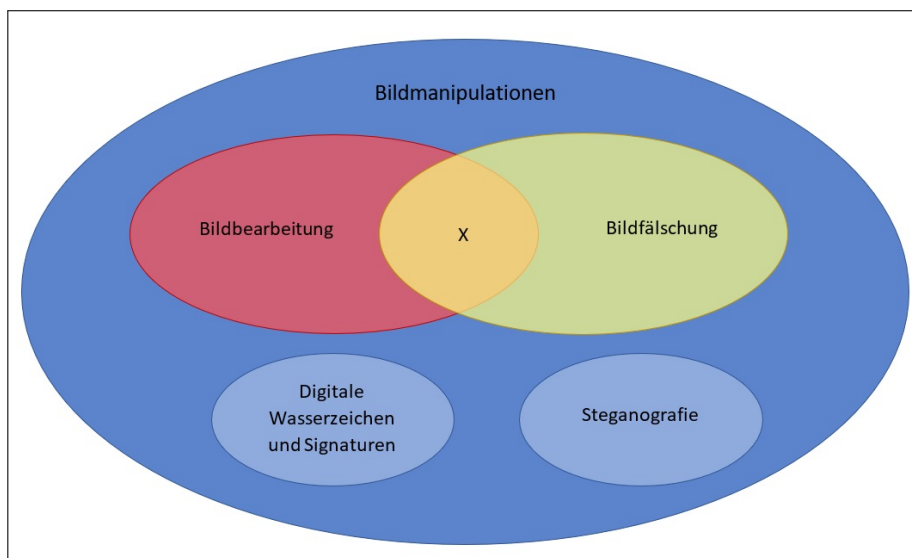 Bildmanipulationen
Bildbearbeitung
X
Bildfälschung
Digitale
Wasserzeichen
und Signaturen
Steganografie